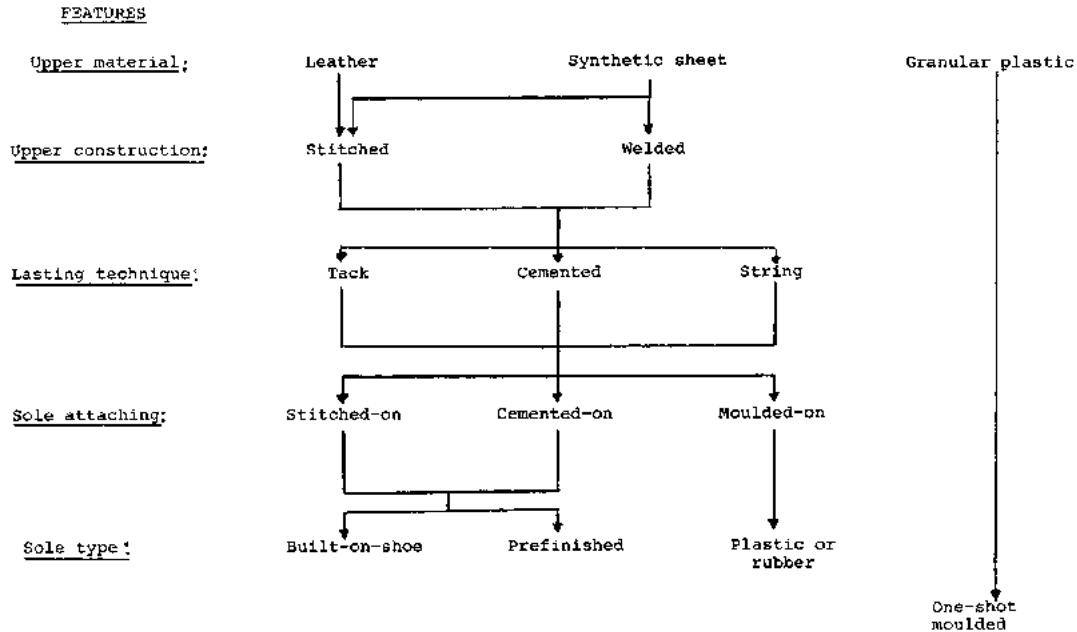 FEATURES
Upper material: Leather Synthetic sheet Granular plastic
Upper construction: Stitched Welded
Lasting technique: Tack Cemented String
Sole attaching: Stitched-on Cemented-on Moulded-on
Sole type: Built-on-shoe Prefinished Plastic or
rubber
One-shot
moulded